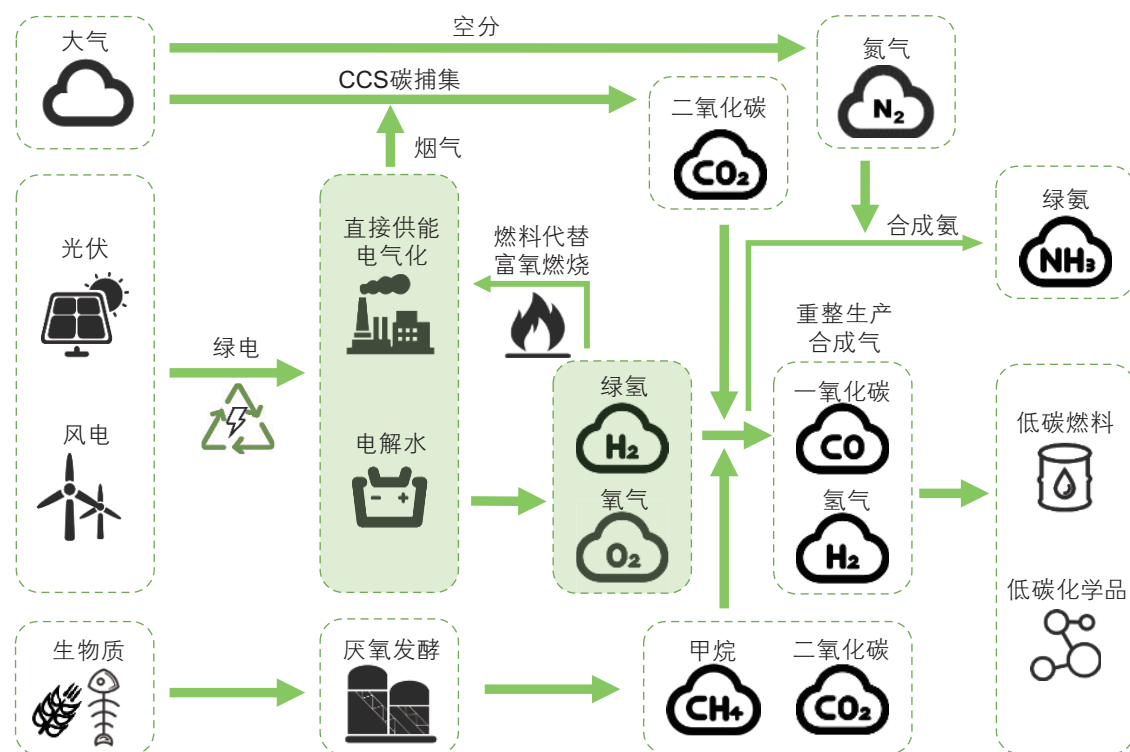 大气
空分
氮气
N₂
CCS碳捕集
二氧化碳
CO₂
烟气
光伏
直接供能
电气化
燃料代替
富氧燃烧
合成氨
绿氨
NH₃
重整生产
合成气
绿电
绿氢
H₂
一氧化碳
CO
风电
电解水
氧气
O₂
氢气
H₂
低碳燃料
低碳化学品
生物质
厌氧发酵
甲烷
CH₄
二氧化碳
CO₂